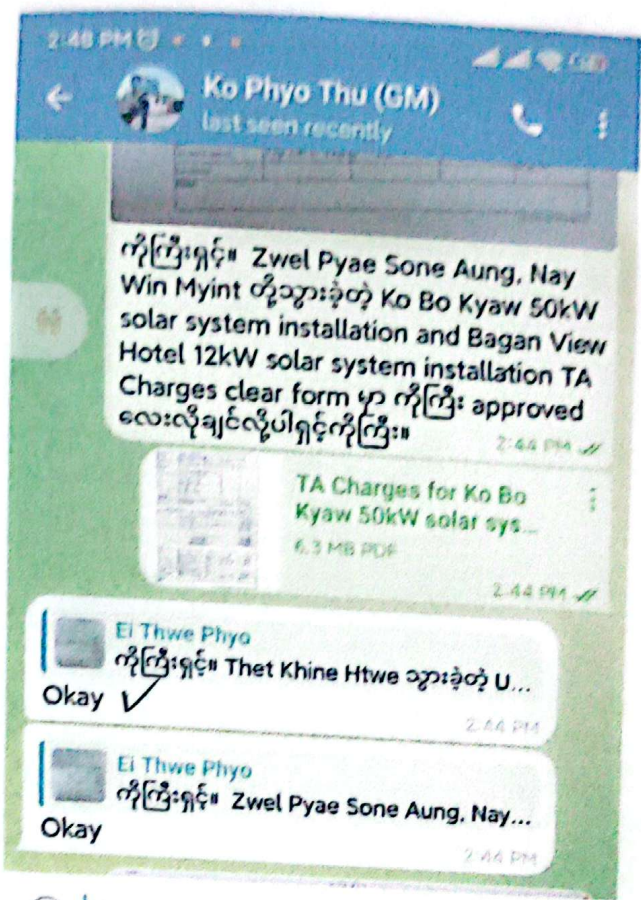 2:48 PM
Ko Phyo Thu (GM)
last seen recently
ကိုကြီးရှင့်။ Zwel Pyae Sone Aung, Nay
Win Myint တို့သွားခဲ့တဲ့ Ko Bo Kyaw 50kW
solar system installation and Bagan View
Hotel 12kW solar system installation TA
Charges clear form မှာ ကိုကြီး approved
လေးလိုချင်လို့ပါရှင့်ကိုကြီး။
2:44 PM
TA Charges for Ko Bo
Kyaw 50kW solar sys...
6.3 MB PDF
2:44 PM
Ei Thwe Phyo
ကိုကြီးရှင့်။ Thet Khine Htwe သွားခဲ့တဲ့ U...
Okay
2:44 PM
Ei Thwe Phyo
ကိုကြီးရှင့်။ Zwel Pyae Sone Aung, Nay...
Okay
2:44 PM